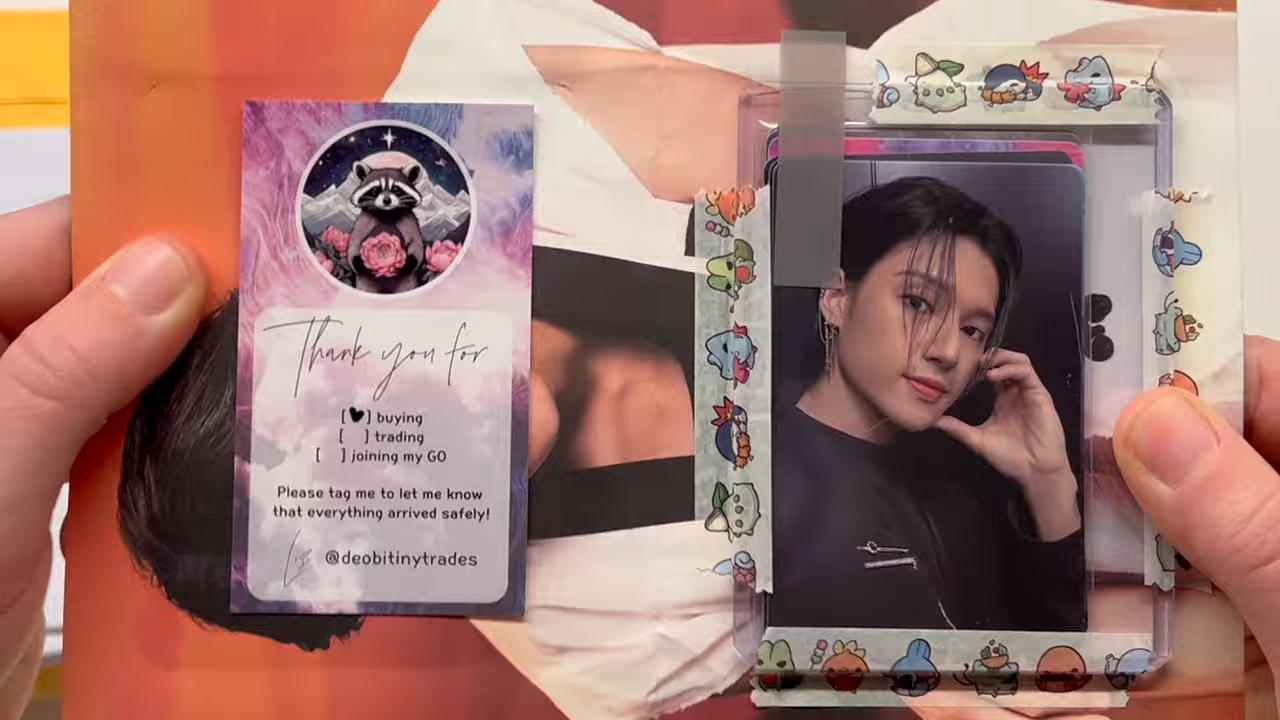 Thank you for
[♥] buying
[ ] trading
[ ] joining my GO
Please tag me to let me know
that everything arrived safely!
Liz @deobitinytrades